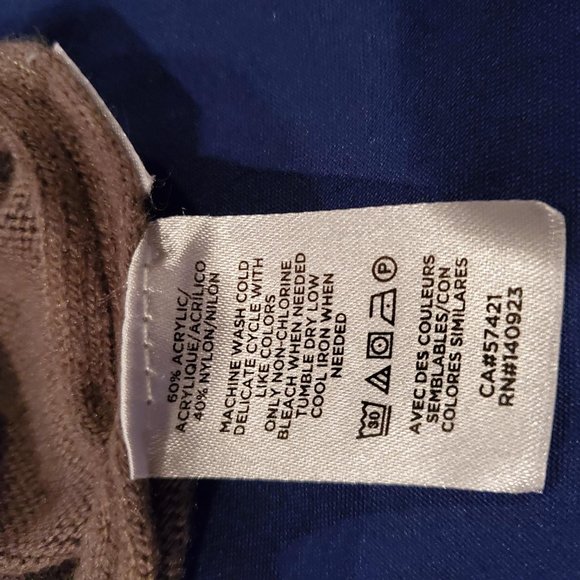 60% ACRYLIC/
ACRYLIQUE/ACRÍLICO
40% NYLON/NILON
MACHINE WASH COLD
DELICATE CYCLE WITH
LIKE COLORS
ONLY NON-CHLORINE
BLEACH WHEN NEEDED
TUMBLE DRY LOW
COOL IRON WHEN
NEEDED
30 P
AVEC DES COULEURS
SEMBLABLES/CON
COLORES SIMILARES
CA#57421
RN#140923